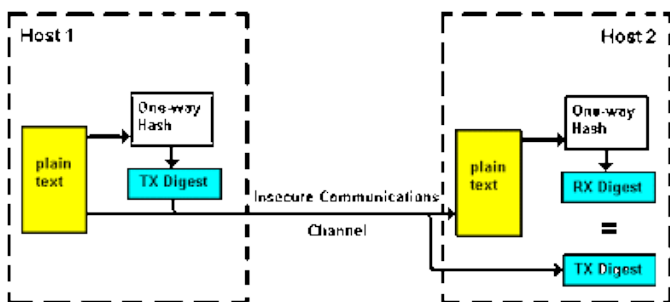 Host 1
One-way
Hash
plain
text
TX Digest
Insecure Communications
Channel
Host 2
One-way
Hash
plain
text
RX Digest
=
TX Digest